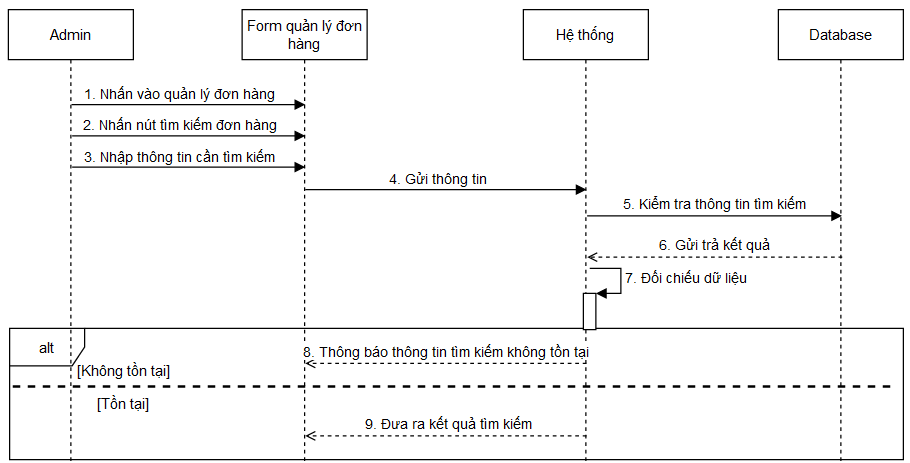 Admin
Form quản lý đơn
hàng
Hệ thống
Database
1. Nhấn vào quản lý đơn hàng
2. Nhấn nút tìm kiếm đơn hàng
3. Nhập thông tin cần tìm kiếm
4. Gửi thông tin
5. Kiểm tra thông tin tìm kiếm
6. Gửi trả kết quả
7. Đối chiếu dữ liệu
alt
8. Thông báo thông tin tìm kiếm không tồn tại
[Không tồn tại]
[Tồn tại]
9. Đưa ra kết quả tìm kiếm